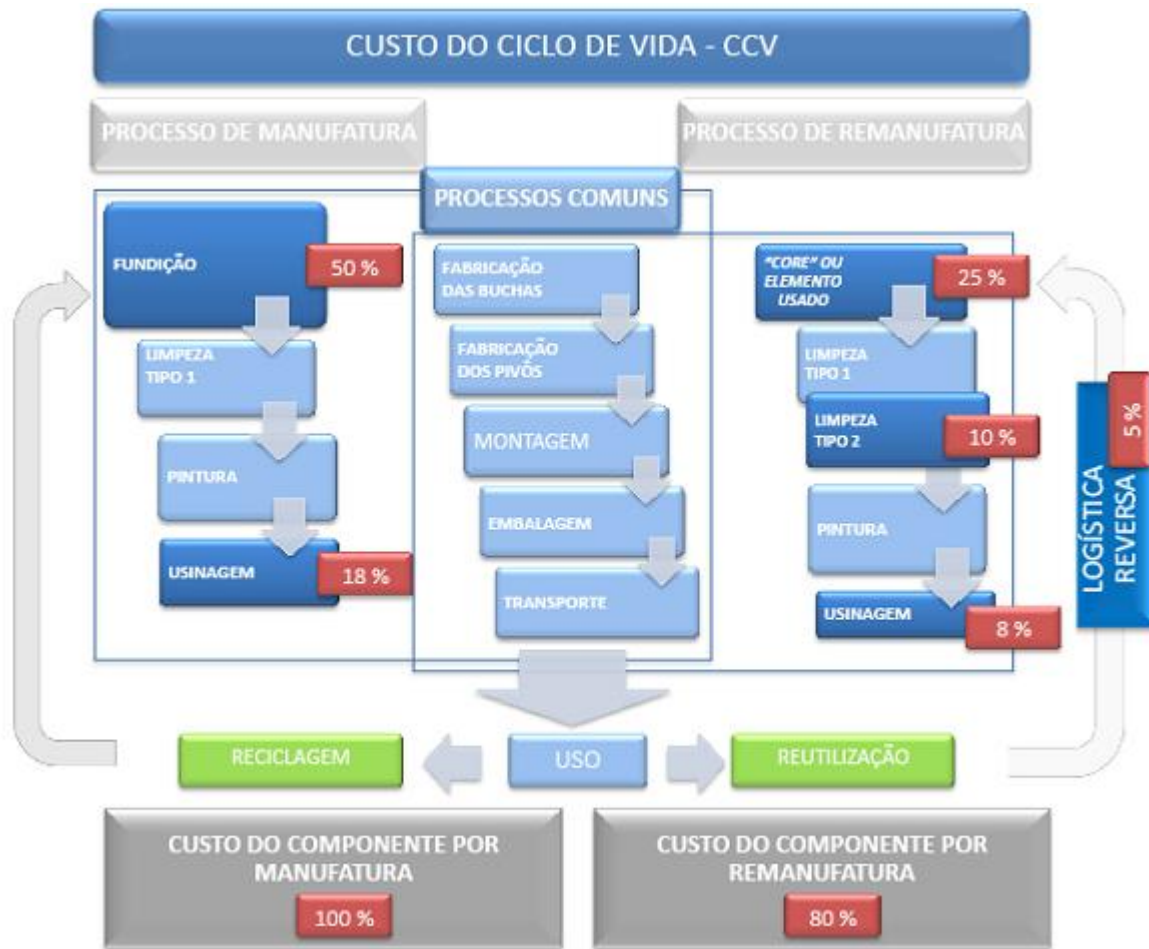 CUSTO DO CICLO DE VIDA - CCV
PROCESSO DE MANUFATURA
PROCESSO DE REMANUFATURA
PROCESSOS COMUNS
FUNDIÇÃO
50 %
LIMPEZA
TIPO 1
PINTURA
USINAGEM
18 %
FABRICAÇÃO
DAS BUCHAS
FABRICAÇÃO
DOS PIVÔS
MONTAGEM
EMBALAGEM
TRANSPORTE
"CORE" OU
ELEMENTO
USADO
25 %
LIMPEZA
TIPO 1
LIMPEZA
TIPO 2
10 %
PINTURA
USINAGEM
8 %
LOGÍSTICA
REVERSA
5 %
RECICLAGEM
USO
REUTILIZAÇÃO
CUSTO DO COMPONENTE POR
MANUFATURA
100 %
CUSTO DO COMPONENTE POR
REMANUFATURA
80 %